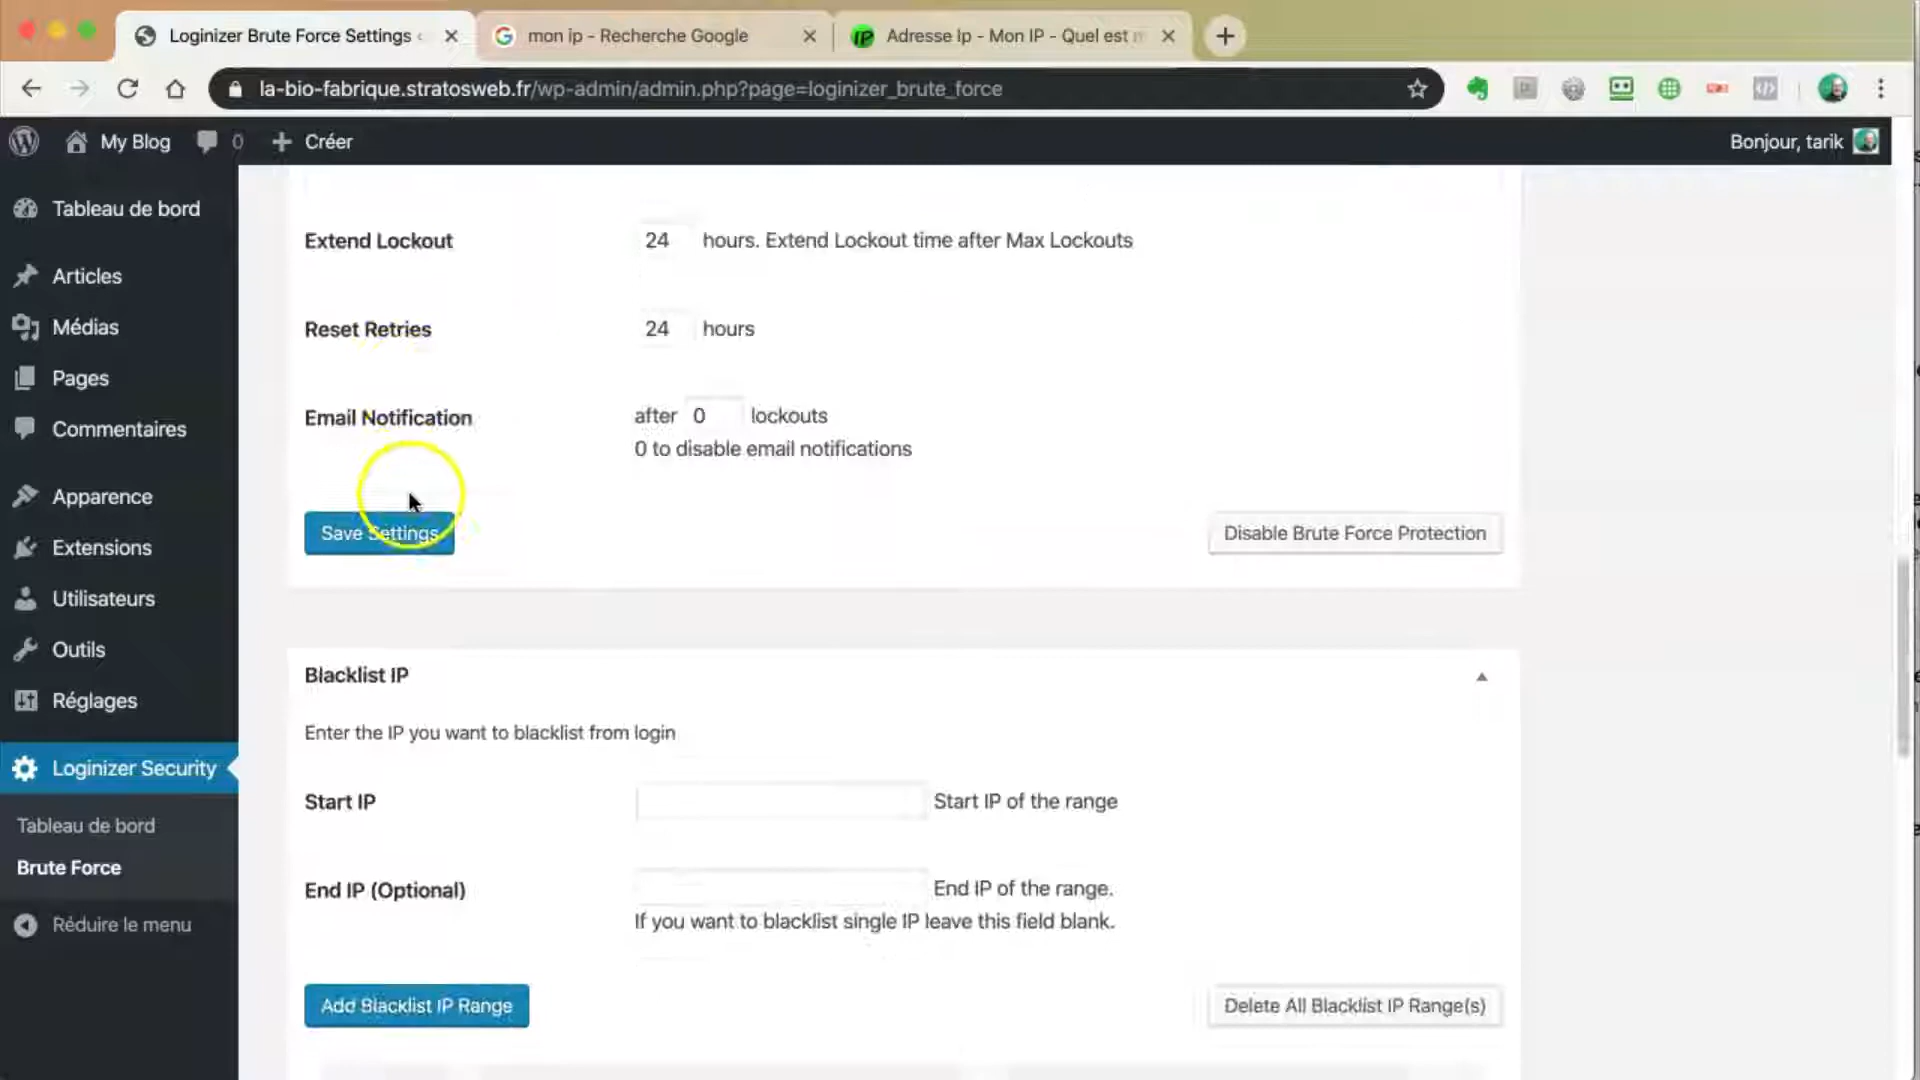 Loginizer Brute Force Settings
mon ip - Recherche Google
Adresse Ip - Mon IP - Quel est
la-bio-fabrique.stratosweb.fr/wp-admin/admin.php?page=loginizer_brute_force
My Blog
0
Créer
Bonjour, tarik
Tableau de bord
Articles
Médias
Pages
Commentaires
Apparence
Extensions
Utilisateurs
Outils
Réglages
Loginizer Security
Tableau de bord
Brute Force
Réduire le menu
Extend Lockout 24 hours. Extend Lockout time after Max Lockouts
Reset Retries 24 hours
Email Notification after 0 lockouts
0 to disable email notifications
Save Settings Disable Brute Force Protection
Blacklist IP
Enter the IP you want to blacklist from login
Start IP Start IP of the range
End IP (Optional) End IP of the range.
If you want to blacklist single IP leave this field blank.
Add Blacklist IP Range Delete All Blacklist IP Range(s)